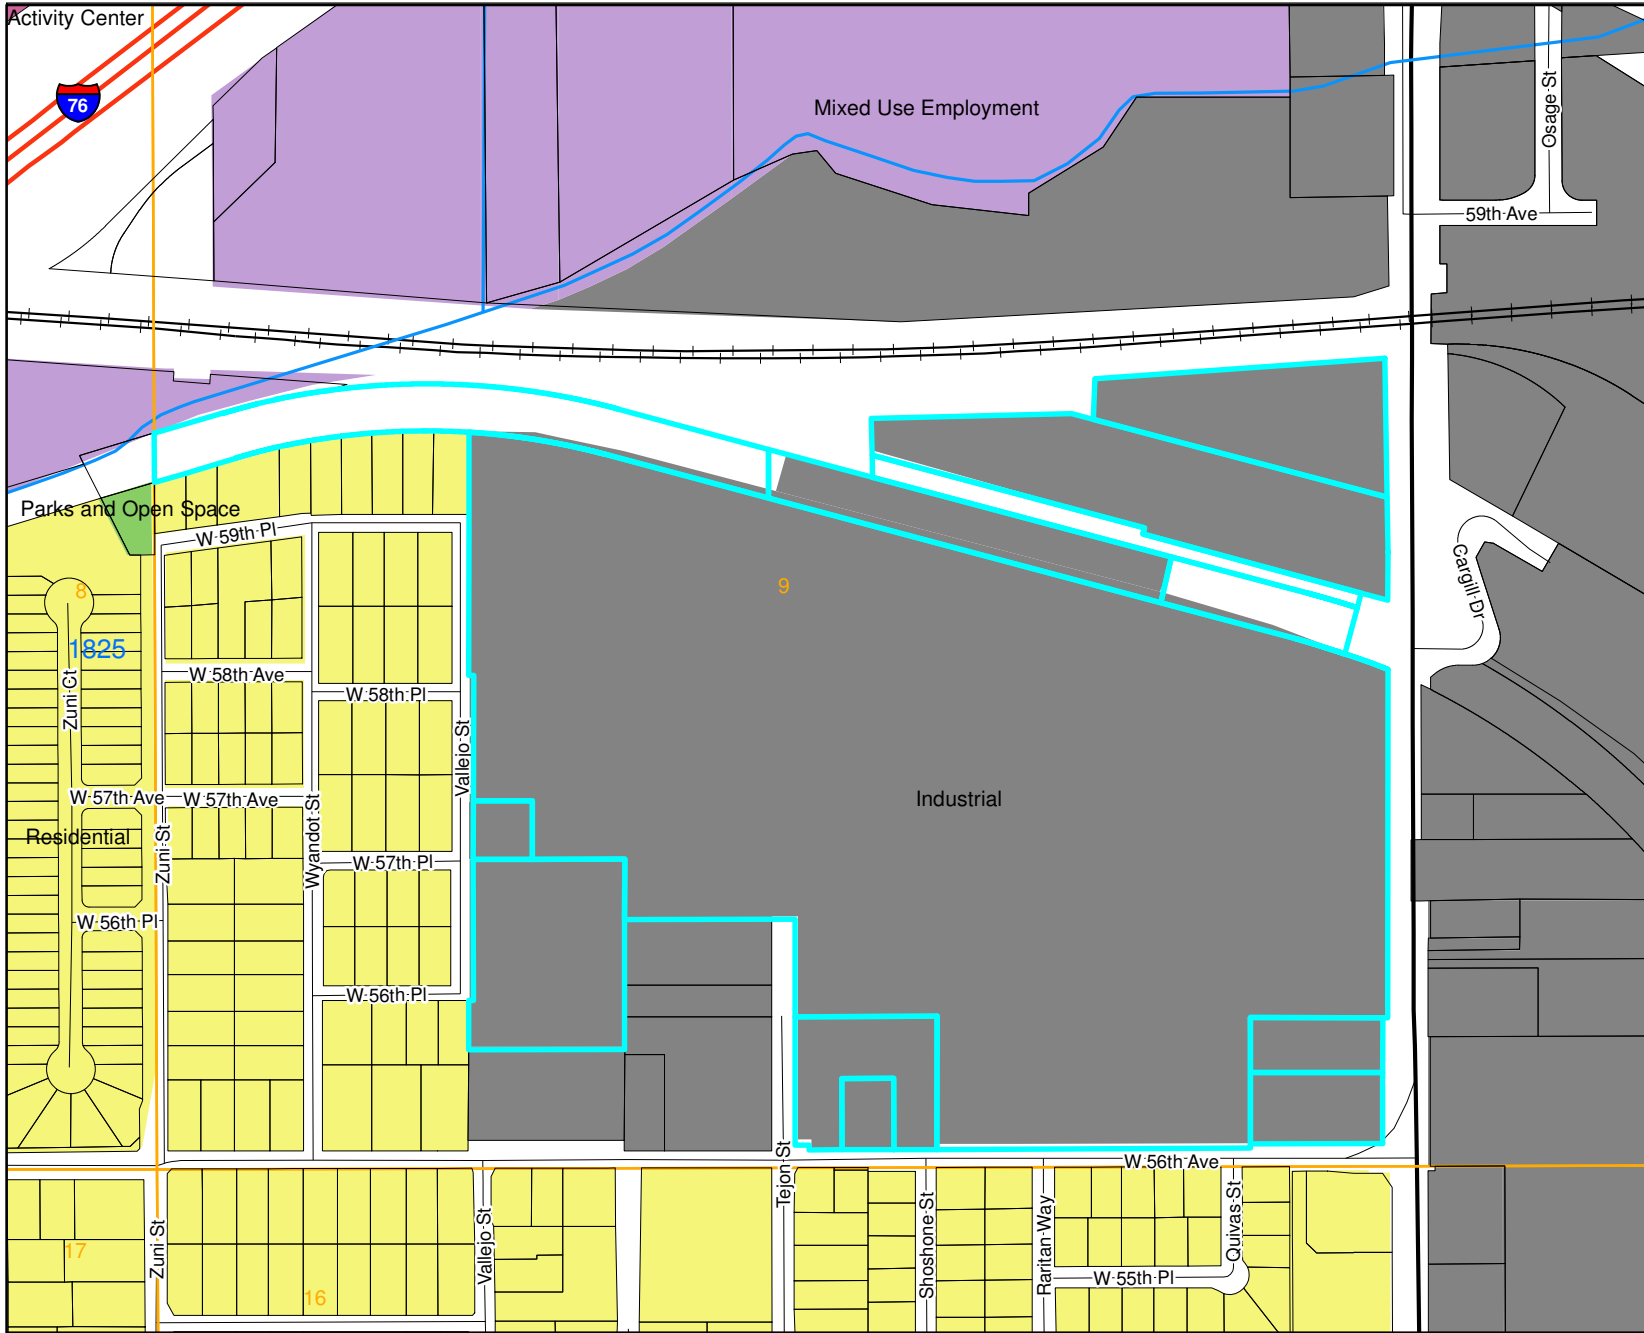 Activity Center
76
Mixed Use Employment
Osage St
59th Ave
Parks and Open Space
W 59th Pl
Cargill Dr
8
9
1825
Zuni Ct
W 58th Ave
W 58th Pl
Vallejo St
W 57th Ave
W 57th Ave
Industrial
Residential
Zuni St
Wyandot St
W 57th Pl
W 56th Pl
W 56th Pl
Tejon St
W 56th Ave
Zuni St
Vallejo St
Shoshone St
Raritan Way
Quivas St
17
W 55th Pl
16